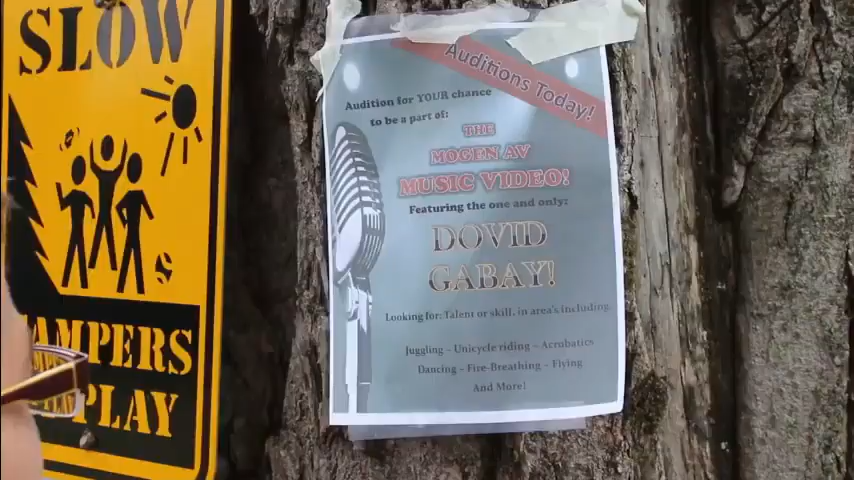 SLOW
AMPERS
PLAY
Auditions Today!
Audition for YOUR chance
to be a part of:
THE
MOGEN AV
MUSIC VIDEO!
Featuring the one and only:
DOVID
GABAY!
Looking for: Talent or skill, in area's including:
Juggling – Unicycle riding – Acrobatics
Dancing – Fire-Breathing – Flying
And More!